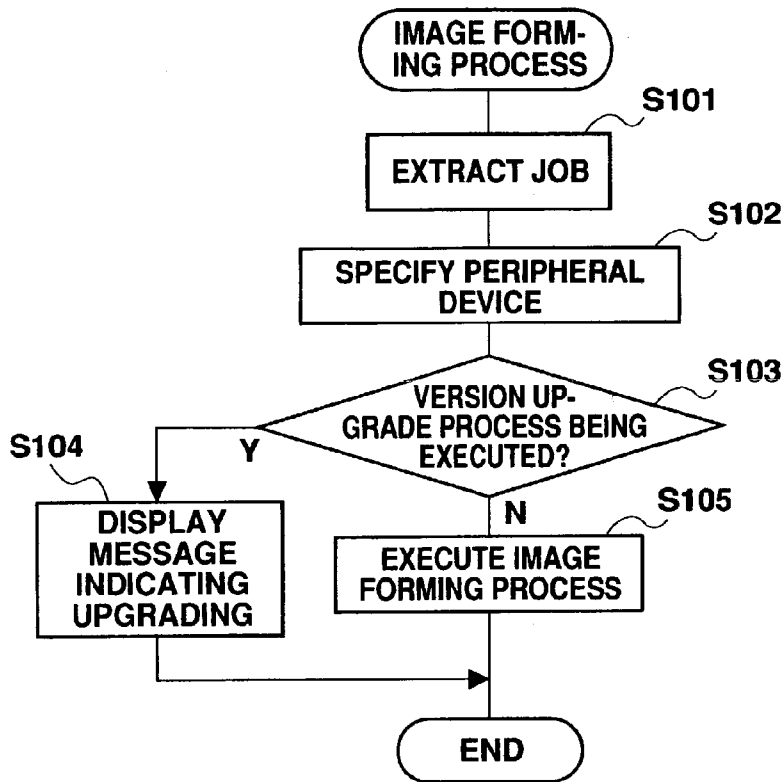 IMAGE FORM-
ING PROCESS
S101
EXTRACT JOB
S102
SPECIFY PERIPHERAL
DEVICE
S103
VERSION UP-
GRADE PROCESS BEING
EXECUTED?
Y
S104
DISPLAY
MESSAGE
INDICATING
UPGRADING
N
S105
EXECUTE IMAGE
FORMING PROCESS
END